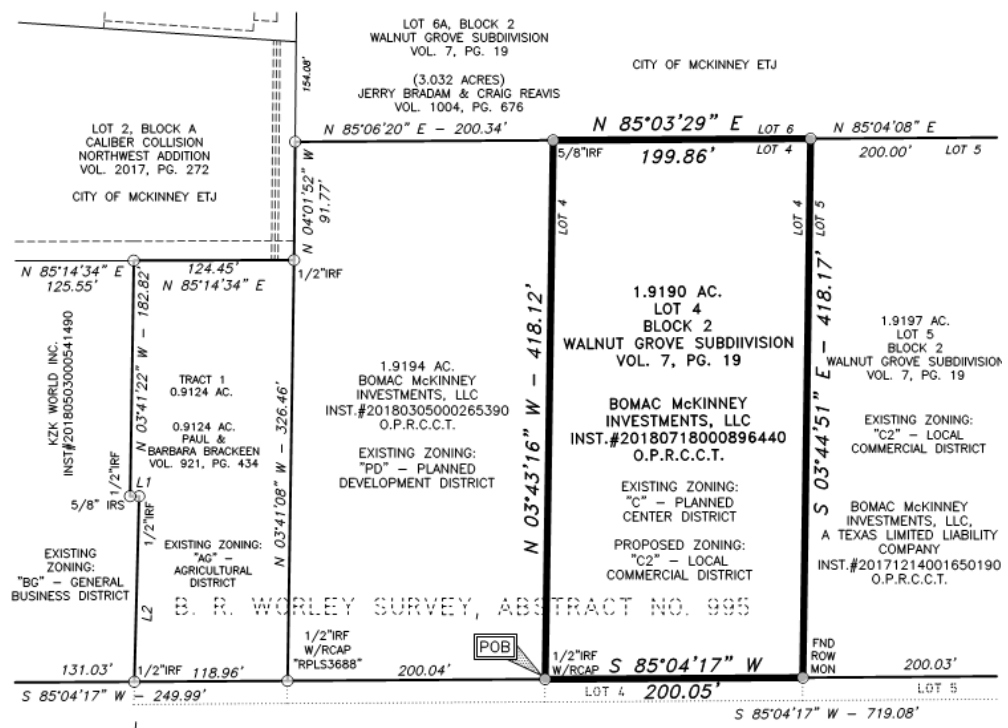 LOT 6A, BLOCK 2
WALNUT GROVE SUBDIIVISION
VOL. 7, PG. 19
(3.032 ACRES)
JERRY BRADAM & CRAIG REAVIS
VOL. 1004, PG. 676
CITY OF MCKINNEY ETJ
154.08'
LOT 2, BLOCK A
CALIBER COLLISION
NORTHWEST ADDITION
VOL. 2017, PG. 272
CITY OF MCKINNEY ETJ
N 85°06'20" E - 200.34'
N 85°03'29" E
199.86'
LOT 6
LOT 4
N 85°04'08" E
200.00'
LOT 5
5/8"IRF
N 04°01'52" W
91.77'
LOT 4
LOT 4
LOT 5
N 85°14'34" E
125.55'
124.45'
N 85°14'34" E
1/2"IRF
KZK WORLD INC.
INST#20180503000541490
N 03°41'22" W - 182.82'
TRACT 1
0.9124 AC.
0.9124 AC.
PAUL &
BARBARA BRACKEEN
VOL. 921, PG. 434
N 03°41'08" W - 326.46'
1.9194 AC.
BOMAC McKINNEY
INVESTMENTS, LLC
INST.#20180305000265390
O.P.R.C.C.T.
EXISTING ZONING:
"PD" - PLANNED
DEVELOPMENT DISTRICT
N 03°43'16" W - 418.12'
1.9190 AC.
LOT 4
BLOCK 2
WALNUT GROVE SUBDIIVISION
VOL. 7, PG. 19
BOMAC McKINNEY
INVESTMENTS, LLC
INST.#20180718000896440
O.P.R.C.C.T.
EXISTING ZONING:
"C" - PLANNED
CENTER DISTRICT
PROPOSED ZONING:
"C2" - LOCAL
COMMERCIAL DISTRICT
S 03°44'51" E - 418.17'
1.9197 AC.
LOT 5
BLOCK 2
WALNUT GROVE SUBDIIVISION
VOL. 7, PG. 19
EXISTING ZONING:
"C2" - LOCAL
COMMERCIAL DISTRICT
BOMAC McKINNEY
INVESTMENTS, LLC,
A TEXAS LIMITED LIABILITY
COMPANY
INST.#20171214001650190
O.P.R.C.C.T.
1/2"IRF
5/8" IRS
L1
1/2"IRF
EXISTING
ZONING:
"BG" - GENERAL
BUSINESS DISTRICT
EXISTING ZONING:
"AG" -
AGRICULTURAL
DISTRICT
L2
B. R. WORLEY SURVEY, ABSTRACT NO. 995
1/2"IRF
W/RCAP
"RPLS3688"
POB
1/2"IRF
W/RCAP
S 85°04'17" W
200.05'
LOT 4
FND
ROW
MON
131.03'
1/2"IRF
118.96'
200.04'
200.03'
LOT 5
S 85°04'17" W - 249.99'
S 85°04'17" W - 719.08'